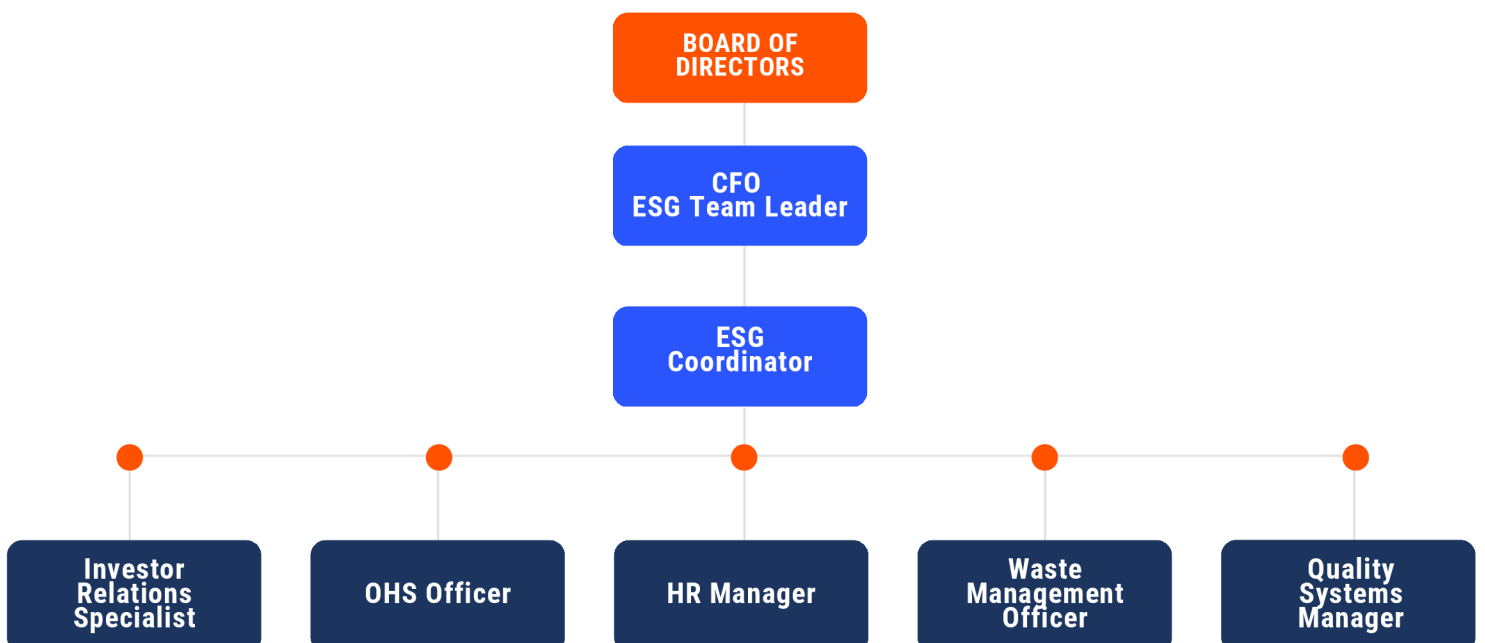 BOARD OF
DIRECTORS
CFO
ESG Team Leader
ESG
Coordinator
Investor
Relations
Specialist
OHS Officer
HR Manager
Waste
Management
Officer
Quality
Systems
Manager